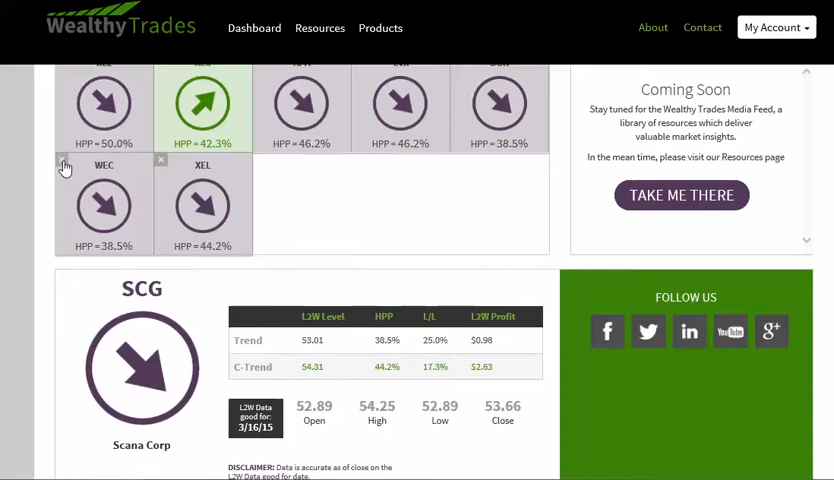 WealthyTrades
Dashboard Resources Products
About Contact My Account
HPP = 50.0% HPP = 42.3% HPP = 46.2% HPP = 46.2% HPP = 38.5%
WEC XEL
HPP = 38.5% HPP = 44.2%
Coming Soon
Stay tuned for the Wealthy Trades Media Feed, a
library of resources which deliver
valuable market insights.
In the mean time, please visit our Resources page
TAKE ME THERE
SCG
Scana Corp
L2W Level HPP L/L L2W Profit
Trend 53.01 38.5% 25.0% $0.98
C-Trend 54.31 44.2% 17.3% $2.63
L2W Data
good for:
3/16/15
52.89 54.25 52.89 53.66
Open High Low Close
DISCLAIMER: Data is accurate as of close on the
L2W Data good for date.
FOLLOW US
f in You Tube g+